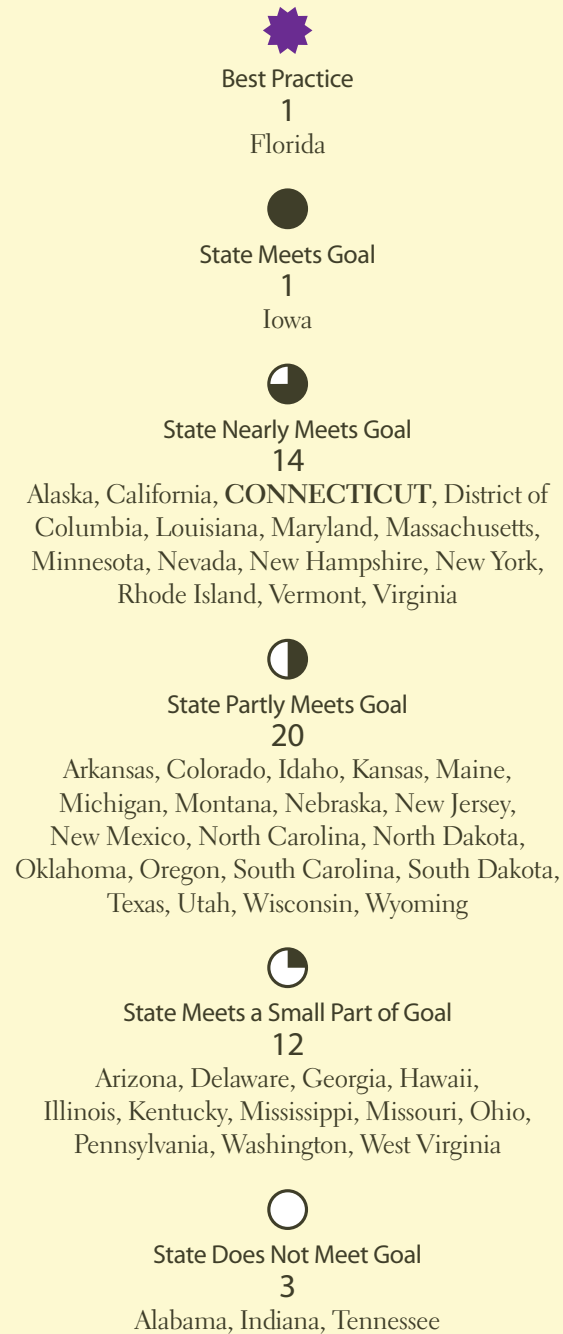 Best Practice
1
Florida
State Meets Goal
1
Iowa
State Nearly Meets Goal
14
Alaska, California, CONNECTICUT, District of
Columbia, Louisiana, Maryland, Massachusetts,
Minnesota, Nevada, New Hampshire, New York,
Rhode Island, Vermont, Virginia
State Partly Meets Goal
20
Arkansas, Colorado, Idaho, Kansas, Maine,
Michigan, Montana, Nebraska, New Jersey,
New Mexico, North Carolina, North Dakota,
Oklahoma, Oregon, South Carolina, South Dakota,
Texas, Utah, Wisconsin, Wyoming
State Meets a Small Part of Goal
12
Arizona, Delaware, Georgia, Hawaii,
Illinois, Kentucky, Mississippi, Missouri, Ohio,
Pennsylvania, Washington, West Virginia
State Does Not Meet Goal
3
Alabama, Indiana, Tennessee